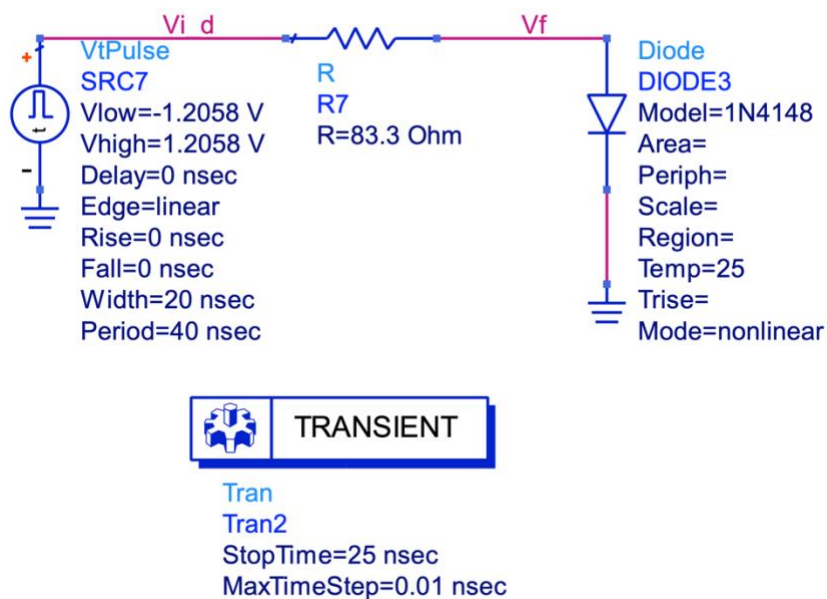 Vi_d
Vf
VtPulse
SRC7
Vlow=-1.2058 V
Vhigh=1.2058 V
Delay=0 nsec
Edge=linear
Rise=0 nsec
Fall=0 nsec
Width=20 nsec
Period=40 nsec
+
t
-
R
R7
R=83.3 Ohm
Diode
DIODE3
Model=1N4148
Area=
Periph=
Scale=
Region=
Temp=25
Trise=
Mode=nonlinear
TRANSIENT
Tran
Tran2
StopTime=25 nsec
MaxTimeStep=0.01 nsec